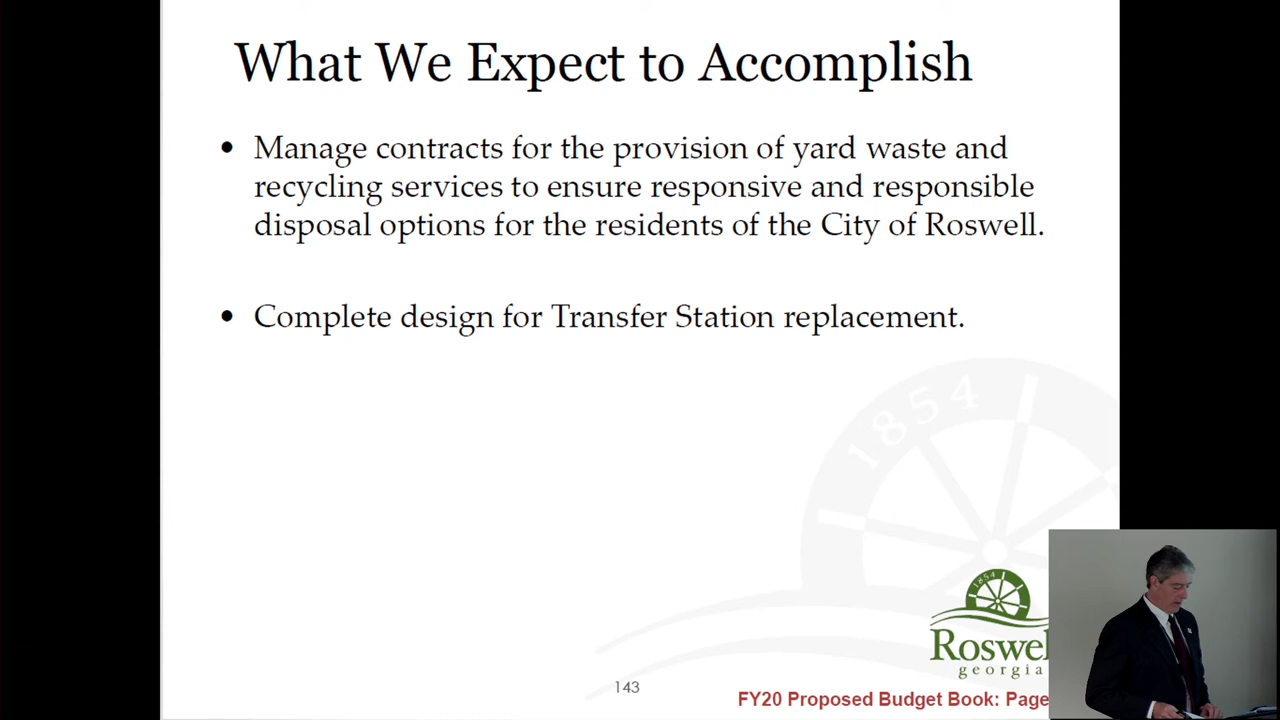 What We Expect to Accomplish
• Manage contracts for the provision of yard waste and
recycling services to ensure responsive and responsible
disposal options for the residents of the City of Roswell.
• Complete design for Transfer Station replacement.
1854
1854
Roswel
georgia
143
FY20 Proposed Budget Book: Page